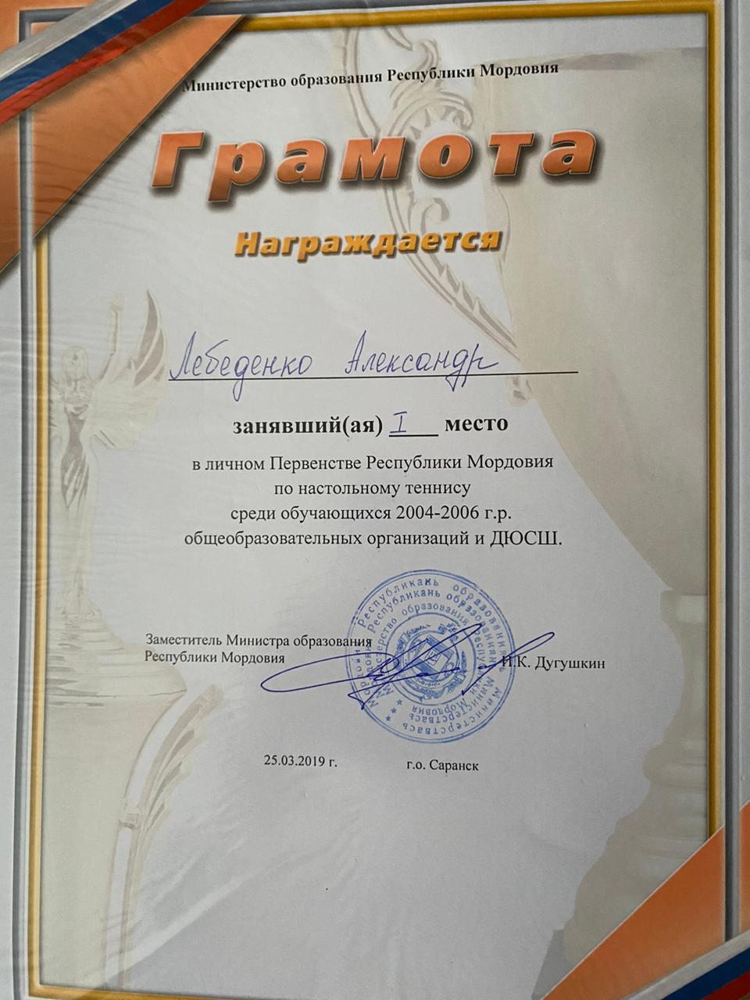 Министерство образования Республики Мордовия
Грамота
Награждается
Лебеденко Александр
занявший(ая) I место
в личном Первенстве Республики Мордовия
по настольному теннису
среди обучающихся 2004-2006 г.р.
общеобразовательных организаций и ДЮСШ.
Заместитель Министра образования
Республики Мордовия
Дугушкин
25.03.2019 г. г.о. Саранск